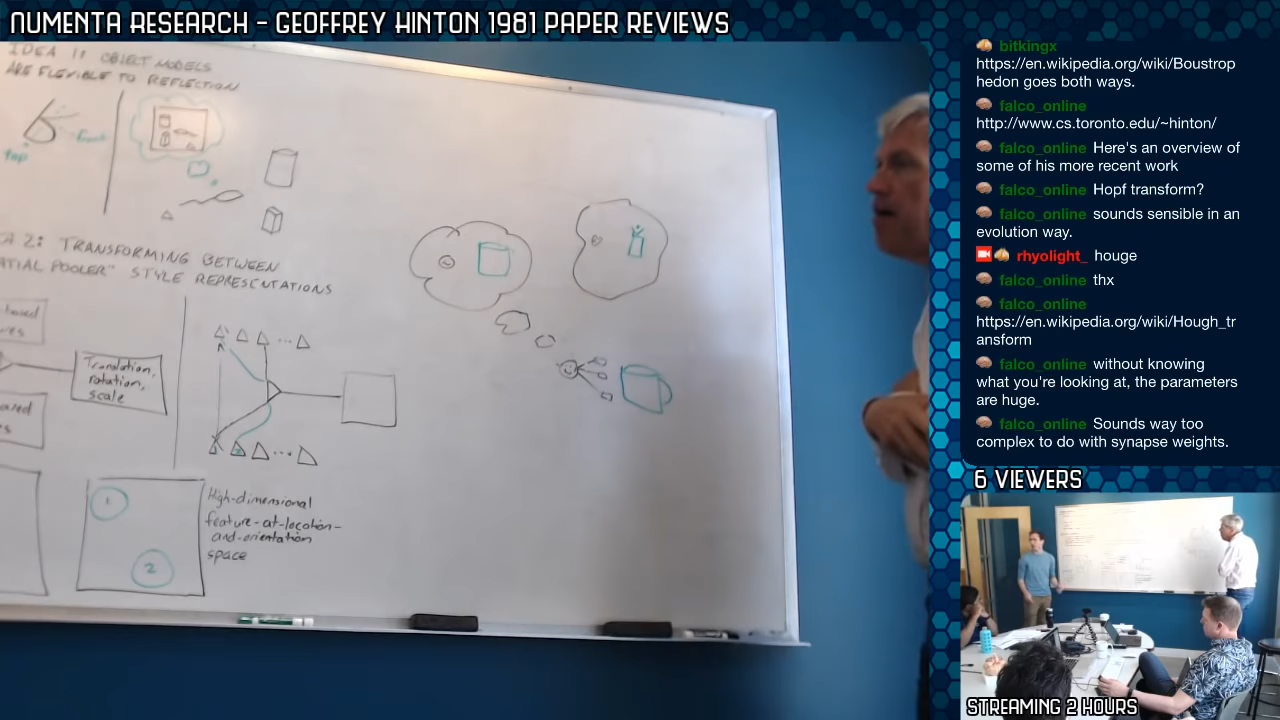 NUMENTA RESEARCH - GEOFFREY HINTON 1981 PAPER REVIEWS
IDEA 1: OBJECT MODELS
ARE FLEXIBLE TO REFLECTION
top
front
A 2: TRANSFORMING BETWEEN
ATIAL POOLER" STYLE REPRESENTATIONS
based
Translation,
rotation,
scale
1
2
High-dimensional
feature-at-location-
and-orientation
space
bitkingx
https://en.wikipedia.org/wiki/Boustrop
hedon goes both ways.
falco_online
http://www.cs.toronto.edu/~hinton/
falco_online Here's an overview of
some of his more recent work
falco_online Hopf transform?
falco_online sounds sensible in an
evolution way.
rhyolight_ houge
falco_online thx
falco_online
https://en.wikipedia.org/wiki/Hough_tr
ansform
falco_online without knowing
what you're looking at, the parameters
are huge.
falco_online Sounds way too
complex to do with synapse weights.
6 VIEWERS
STREAMING 2 HOURS